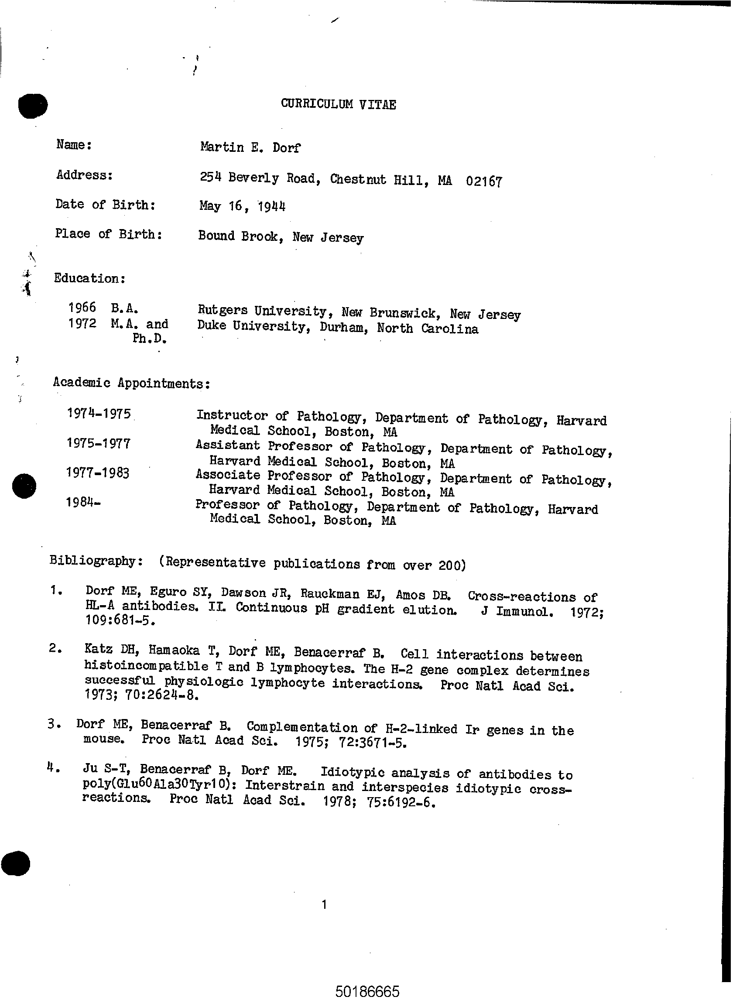 CURRICULUM VITAE
Name: Martin E. Dorf
Address: 254 Beverly Road, Chestnut Hill, MA 02167
Date of Birth: May 16, 1944
Place of Birth: Bound Brook, New Jersey
Education:
1966 B.A. Rutgers University, New Brunswick, New Jersey
1972 M.A. and Duke University, Durham, North Carolina
Ph.D.
Academic Appointments:
1974-1975 Instructor of Pathology, Department of Pathology, Harvard
Medical School, Boston, MA
1975-1977 Assistant Professor of Pathology, Department of Pathology,
Harvard Medical School, Boston, MA
1977-1983 Associate Professor of Pathology, Department of Pathology,
Harvard Medical School, Boston, MA
1984- Professor of Pathology, Department of Pathology, Harvard
Medical School, Boston, MA
Bibliography: (Representative publications from over 200)
1. Dorf ME, Eguro SY, Dawson JR, Rauckman EJ, Amos DB. Cross-reactions of
HL-A antibodies. II. Continuous pH gradient elution. J Immunol. 1972;
109:681-5.
2. Katz DH, Hamaoka T, Dorf ME, Benacerraf B. Cell interactions between
histoincompatible T and B lymphocytes. The H-2 gene complex determines
successful physiologic lymphocyte interactions. Proc Natl Acad Sci.
1973; 70:2624-8.
3. Dorf ME, Benacerraf B. Complementation of H-2-linked Ir genes in the
mouse. Proc Natl Acad Sci. 1975; 72:3671-5.
4. Ju S-T, Benacerraf B, Dorf ME. Idiotypic analysis of antibodies to
poly(Glu60Ala30Tyr10): Interstrain and interspecies idiotypic cross-
reactions. Proc Natl Acad Sci. 1978; 75:6192-6.
1
50186665